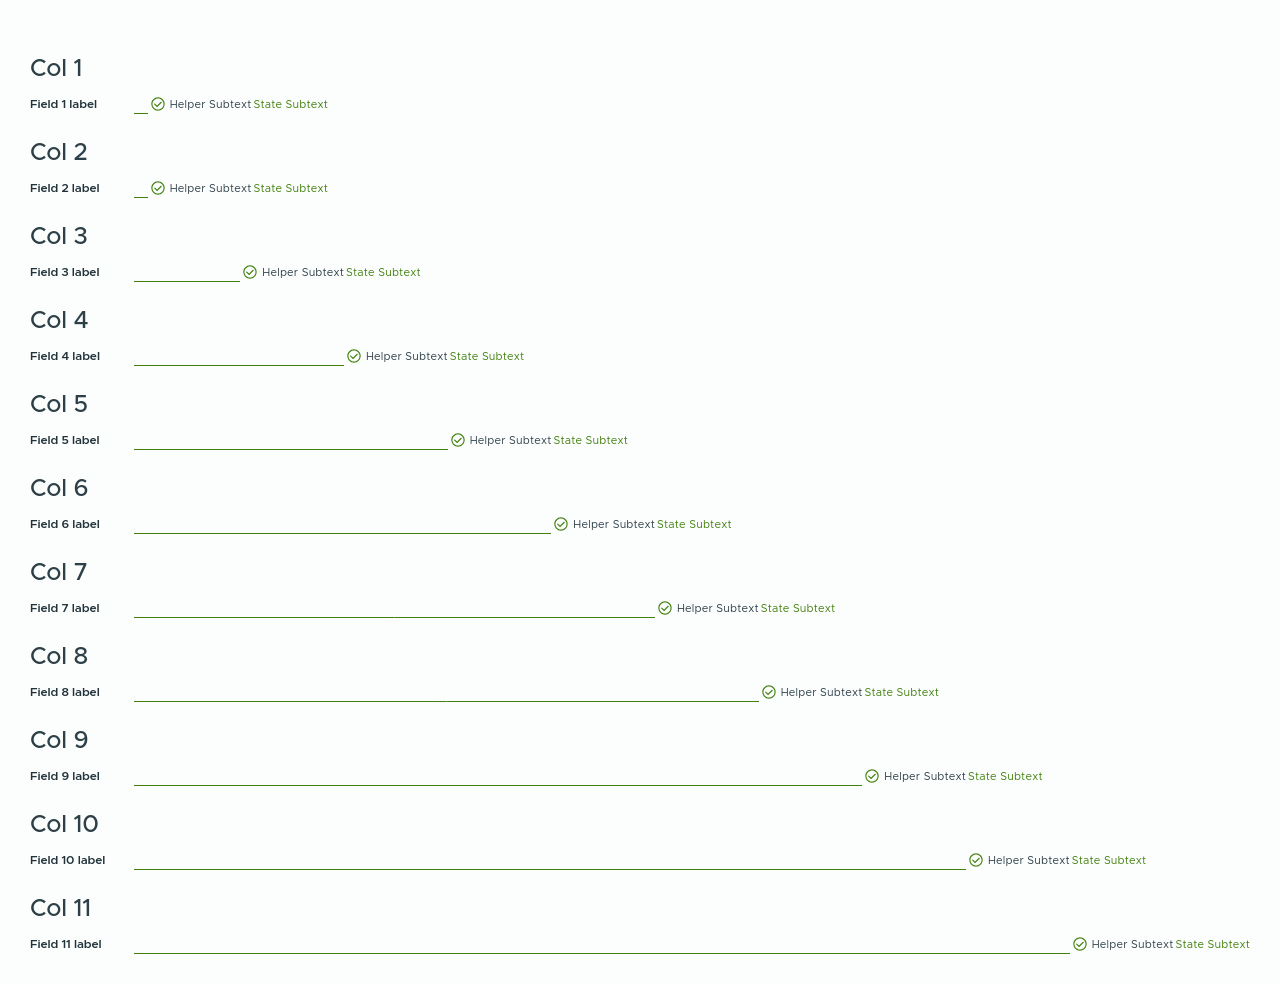 Col 1
Field 1 label Helper Subtext State Subtext
Col 2
Field 2 label Helper Subtext State Subtext
Col 3
Field 3 label Helper Subtext State Subtext
Col 4
Field 4 label Helper Subtext State Subtext
Col 5
Field 5 label Helper Subtext State Subtext
Col 6
Field 6 label Helper Subtext State Subtext
Col 7
Field 7 label Helper Subtext State Subtext
Col 8
Field 8 label Helper Subtext State Subtext
Col 9
Field 9 label Helper Subtext State Subtext
Col 10
Field 10 label Helper Subtext State Subtext
Col 11
Field 11 label Helper Subtext State Subtext